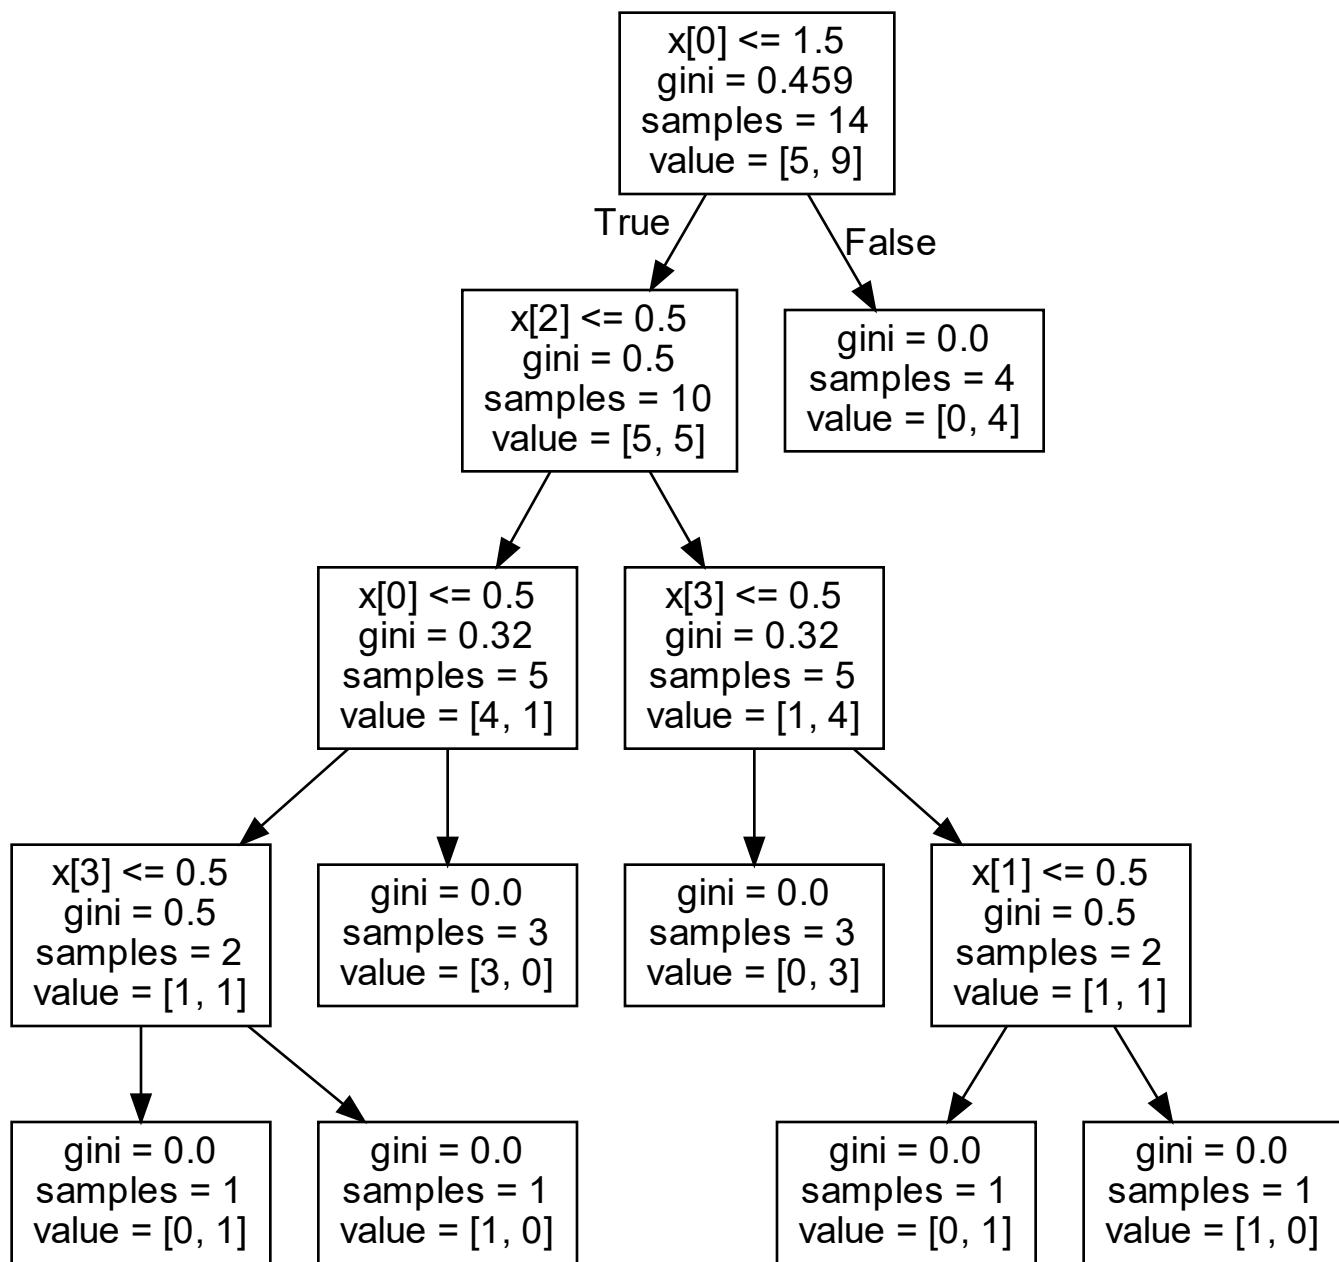 x[0] <= 1.5
gini = 0.459
samples = 14
value = [5, 9]
True
False
x[2] <= 0.5
gini = 0.5
samples = 10
value = [5, 5]
gini = 0.0
samples = 4
value = [0, 4]
x[0] <= 0.5
gini = 0.32
samples = 5
value = [4, 1]
x[3] <= 0.5
gini = 0.32
samples = 5
value = [1, 4]
x[3] <= 0.5
gini = 0.5
samples = 2
value = [1, 1]
gini = 0.0
samples = 3
value = [3, 0]
gini = 0.0
samples = 3
value = [0, 3]
x[1] <= 0.5
gini = 0.5
samples = 2
value = [1, 1]
gini = 0.0
samples = 1
value = [0, 1]
gini = 0.0
samples = 1
value = [1, 0]
gini = 0.0
samples = 1
value = [0, 1]
gini = 0.0
samples = 1
value = [1, 0]